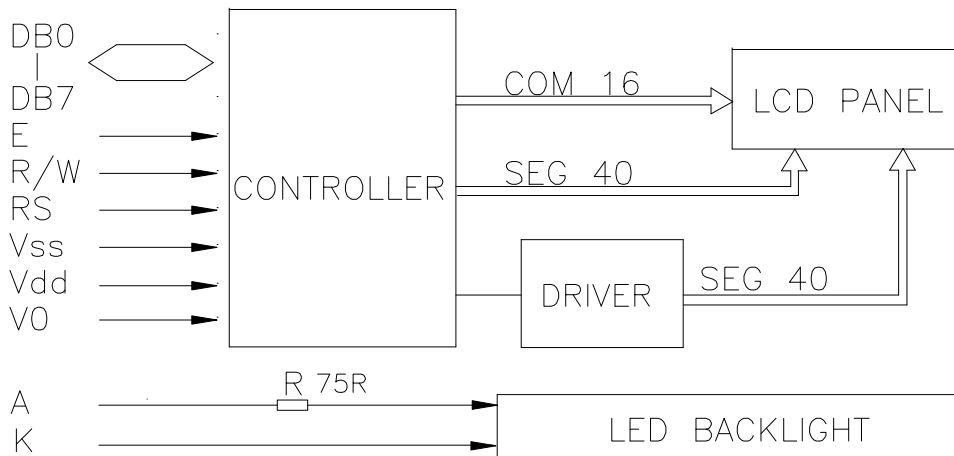 DB0
DB7
E
R/W
RS
Vss
Vdd
V0
CONTROLLER
COM 16
SEG 40
LCD PANEL
DRIVER
SEG 40
A
R 75R
K
LED BACKLIGHT